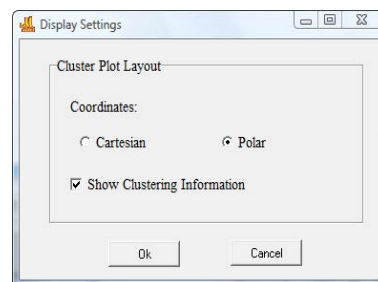 Display Settings
Cluster Plot Layout
Coordinates:
Cartesian Polar
Show Clustering Information
Ok Cancel